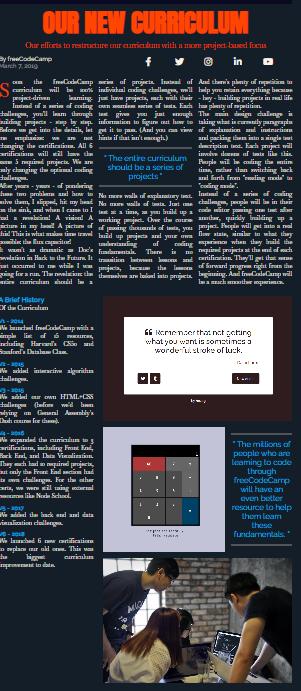 OUR NEW CURRICULUM
Our efforts to restructure our curriculum with a more project-based focus
By freeCodeCamp
March 7, 2019
Soon the freeCodeCamp
curriculum will be 100%
project-driven learning.
Instead of a series of coding
challenges, you'll learn through
building projects - step by step.
Before we get into the details, let
me emphasize: we are not
changing the certifications. All 6
certifications will still have the
same 5 required projects. We are
only changing the optional coding
challenges.
After years - years - of pondering
these two problems and how to
solve them, I slipped, hit my head
on the sink, and when I came to I
had a revelation! A vision! A
picture in my head! A picture of
this! This is what makes time travel
possible: the flux capacitor!
It wasn't as dramatic as Doc's
revelation in Back to the Future. It
just occurred to me while I was
going for a run. The revelation: the
entire curriculum should be a
series of projects. Instead of
individual coding challenges, we'll
just have projects, each with their
own seamless series of tests. Each
test gives you just enough
information to figure out how to
get it to pass. (And you can view
hints if that isn't enough.)
" The entire curriculum
should be a series of
projects "
No more walls of explanatory text.
No more walls of tests. Just one
test at a time, as you build up a
working project. Over the course
of passing thousands of tests, you
build up projects and your own
understanding of coding
fundamentals. There is no
transition between lessons and
projects, because the lessons
themselves are baked into projects.
And there's plenty of repetition to
help you retain everything because
- hey - building projects in real life
has plenty of repetition.
The main design challenge is
taking what is currently paragraphs
of explanation and instructions
and packing them into a single test
description text. Each project will
involve dozens of tests like this.
People will be coding the entire
time, rather than switching back
and forth from "reading mode" to
"coding mode".
Instead of a series of coding
challenges, people will be in their
code editor passing one test after
another, quickly building up a
project. People will get into a real
flow state, similar to what they
experience when they build the
required projects at the end of each
certification. They'll get that sense
of forward progress right from the
beginning. And freeCodeCamp will
be a much smoother experience.
A Brief History
Of the Curriculum
V1 - 2014
We launched freeCodeCamp with a
simple list of 15 resources,
including Harvard's CS50 and
Stanford's Database Class.
V2 - 2015
We added interactive algorithm
challenges.
V3 - 2015
We added our own HTML+CSS
challenges (before we'd been
relying on General Assembly's
Dash course for these).
V4 - 2016
We expanded the curriculum to 3
certifications, including Front End,
Back End, and Data Visualization.
They each had 10 required projects,
but only the Front End section had
its own challenges. For the other
certs, we were still using external
resources like Node School.
V5 - 2017
We added the back end and data
visualization challenges.
V6 - 2018
We launched 6 new certifications
to replace our old ones. This was
the biggest curriculum
improvement to date.
Remember that not getting
what you want is sometimes a
wonderful stroke of luck.
" The millions of
people who are
learning to code
through
freeCodeCamp
will have an
even better
resource to help
them learn
these
fundamentals. "